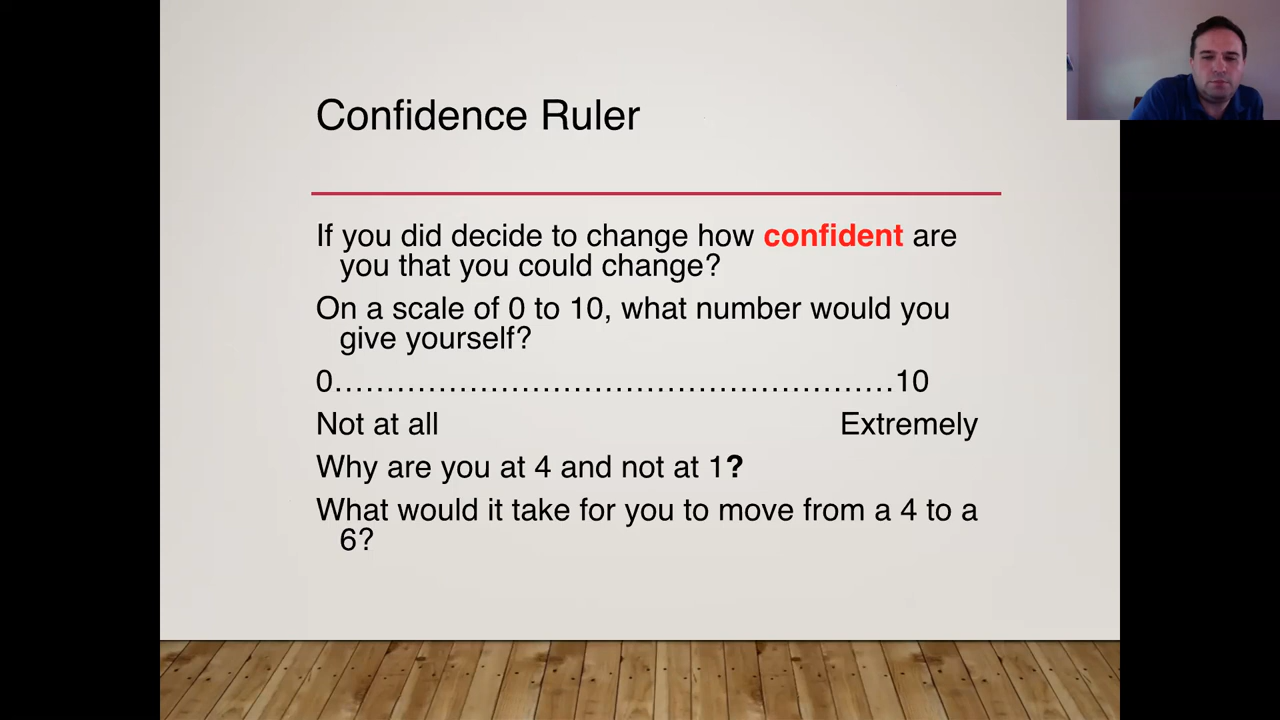 Confidence Ruler
If you did decide to change how confident are
you that you could change?
On a scale of 0 to 10, what number would you
give yourself?
0……………………………………………….10
Not at all Extremely
Why are you at 4 and not at 1?
What would it take for you to move from a 4 to a
6?